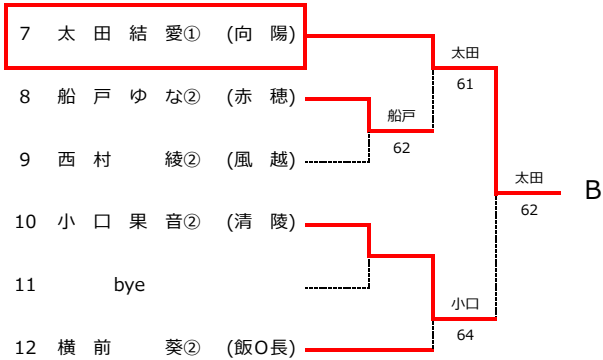 7 太田結愛① (向陽)
太田
61
8 船戸ゆな② (赤穂)
船戸
62
9 西村 綾② (風越)
太田
62
B
10 小口果音② (清陵)
11 bye
小口
64
12 横前 葵② (飯O長)